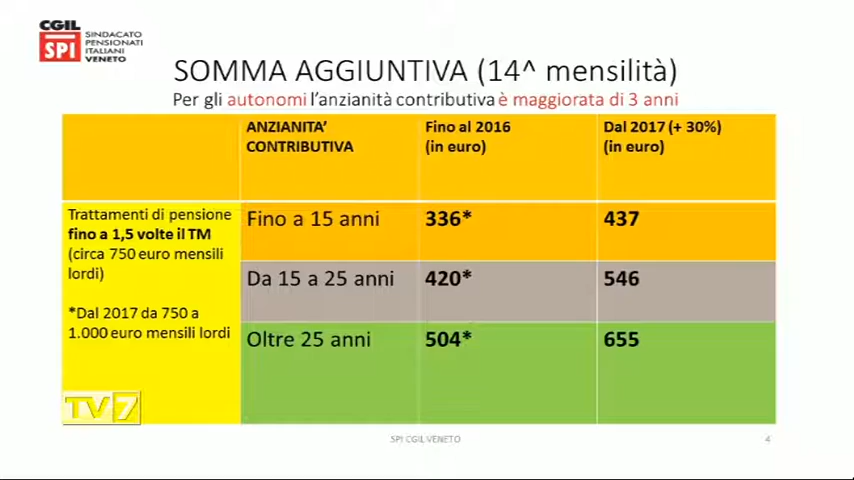 CGIL
SPI
SINDACATO
PENSIONATI
ITALIANI
VENETO
SOMMA AGGIUNTIVA (14^ mensilità)
Per gli autonomi l'anzianità contributiva è maggiorata di 3 anni
ANZIANITA'
CONTRIBUTIVA
Fino al 2016
(in euro)
Dal 2017 (+ 30%)
(in euro)
Trattamenti di pensione
fino a 1,5 volte il TM
(circa 750 euro mensili
lordi)
*Dal 2017 da 750 a
1.000 euro mensili lordi
Fino a 15 anni
336*
437
Da 15 a 25 anni
420*
546
Oltre 25 anni
504*
655
TV7
SPI CGIL VENETO
4